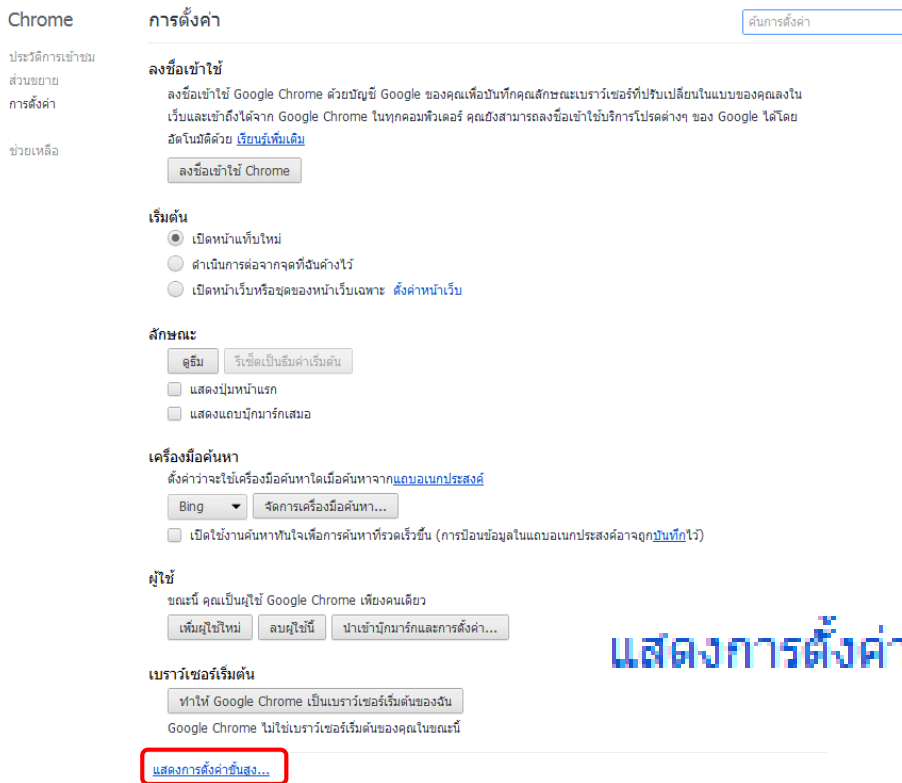 Chrome
การตั้งค่า
ค้นการตั้งค่า
ประวัติการเข้าชม
ส่วนขยาย
การตั้งค่า
ช่วยเหลือ
ลงชื่อเข้าใช้
ลงชื่อเข้าใช้ Google Chrome ด้วยบัญชี Google ของคุณเพื่อบันทึกคุณลักษณะเบราว์เซอร์ที่ปรับเปลี่ยนในแบบของคุณลงใน
เว็บและเข้าถึงได้จาก Google Chrome ในทุกคอมพิวเตอร์ คุณยังสามารถลงชื่อเข้าใช้บริการโปรดต่างๆ ของ Google ได้โดย
อัตโนมัติด้วย เรียนรู้เพิ่มเติม
ลงชื่อเข้าใช้ Chrome
เริ่มต้น
เปิดหน้าแท็บใหม่
ดำเนินการต่อจากจุดที่ฉันค้างไว้
เปิดหน้าเว็บหรือชุดของหน้าเว็บเฉพาะ ตั้งค่าหน้าเว็บ
ลักษณะ
ดูธีม รีเซ็ตเป็นธีมค่าเริ่มต้น
แสดงปุ่มหน้าแรก
แสดงแถบบุ๊กมาร์กเสมอ
เครื่องมือค้นหา
ตั้งค่าว่าจะใช้เครื่องมือค้นหาใดเมื่อค้นหาจากแถบอเนกประสงค์
Bing จัดการเครื่องมือค้นหา...
เปิดใช้งานค้นหาทันใจเพื่อการค้นหาที่รวดเร็วขึ้น (การป้อนข้อมูลในแถบอเนกประสงค์อาจถูกบันทึกไว้)
ผู้ใช้
ขณะนี้ คุณเป็นผู้ใช้ Google Chrome เพียงคนเดียว
เพิ่มผู้ใช้ใหม่ ลบผู้ใช้นี้ นำเข้าบุ๊กมาร์กและการตั้งค่า...
แสดงการตั้งค่า
เบราว์เซอร์เริ่มต้น
ทำให้ Google Chrome เป็นเบราว์เซอร์เริ่มต้นของฉัน
Google Chrome ไม่ใช่เบราว์เซอร์เริ่มต้นของคุณในขณะนี้
แสดงการตั้งค่าขั้นสูง...